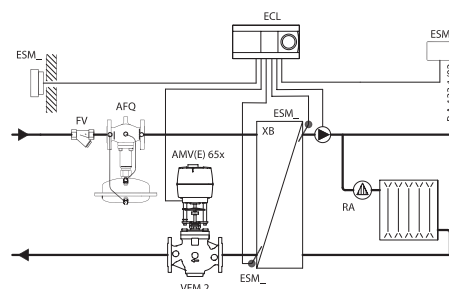 ECL
ESM_
ESM
AFQ
FV
ESM_
XB
AMV(E) 65x
RA
ESM_
VFM 2